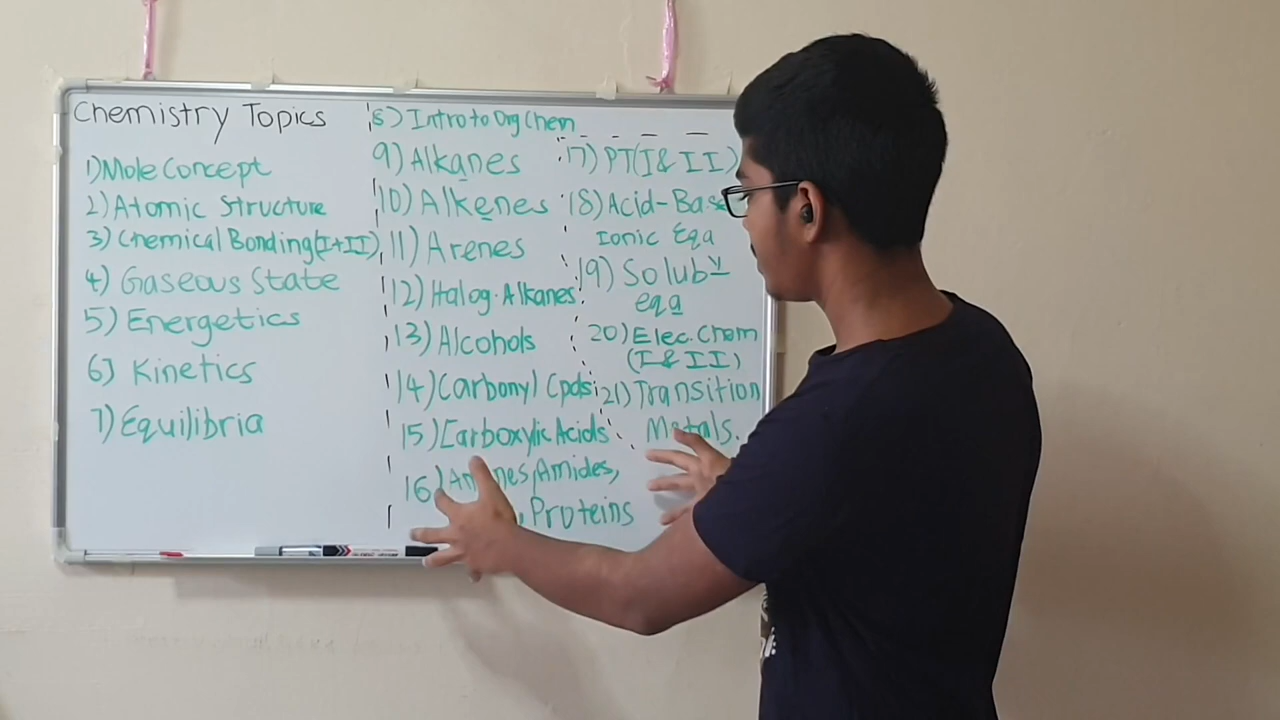 Chemistry Topics
1) Mole Concept
2) Atomic Structure
3) Chemical Bonding (I+II)
4) Gaseous State
5) Energetics
6) Kinetics
7) Equilibria
8) Intro to Org Chem
9) Alkanes
10) Alkenes
11) Arenes
12) Halog. Alkanes
13) Alcohols
14) Carbonyl Cpds
15) Carboxylic Acids
16) Amides,
, Proteins
17) PT (I & II)
18) Acid-Base
Ionic Eqa
19) Solub y
eqa
20) Elec. Chem
(I & II)
21) Transition
Metals.